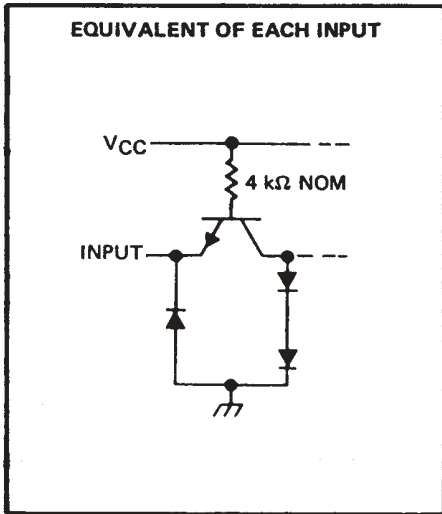 EQUIVALENT OF EACH INPUT
VCC
4 kΩ NOM
INPUT